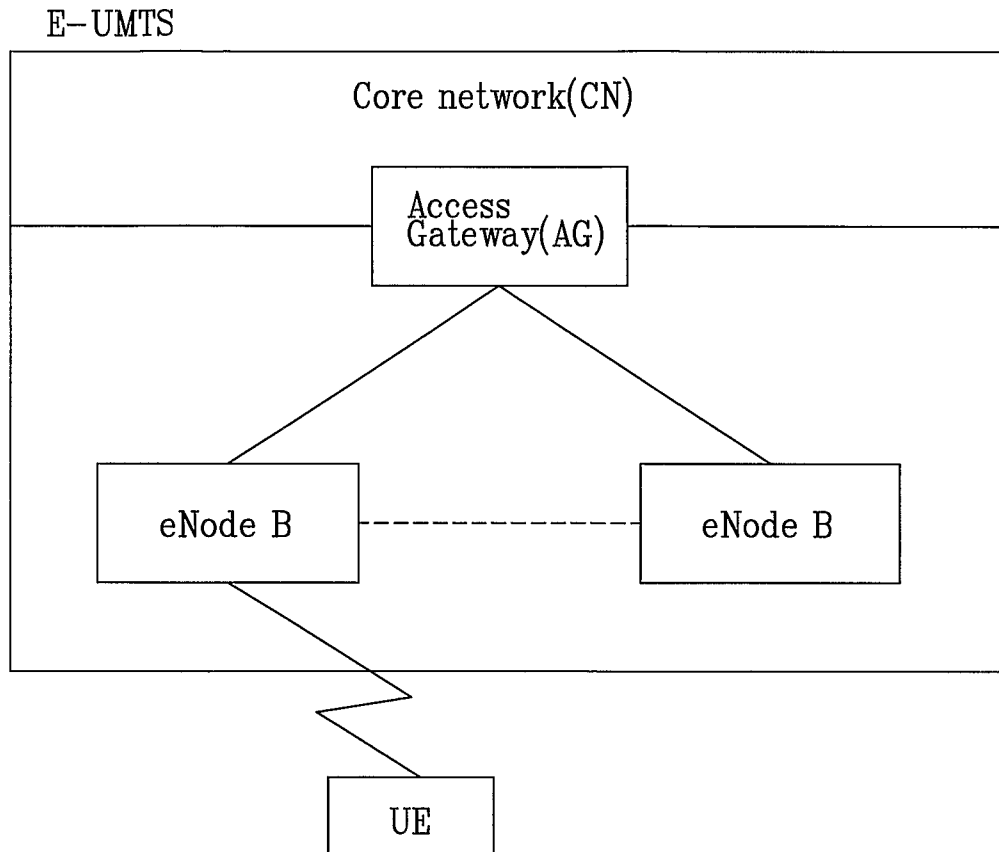 E-UMTS
Core network(CN)
Access
Gateway(AG)
eNode B
eNode B
UE